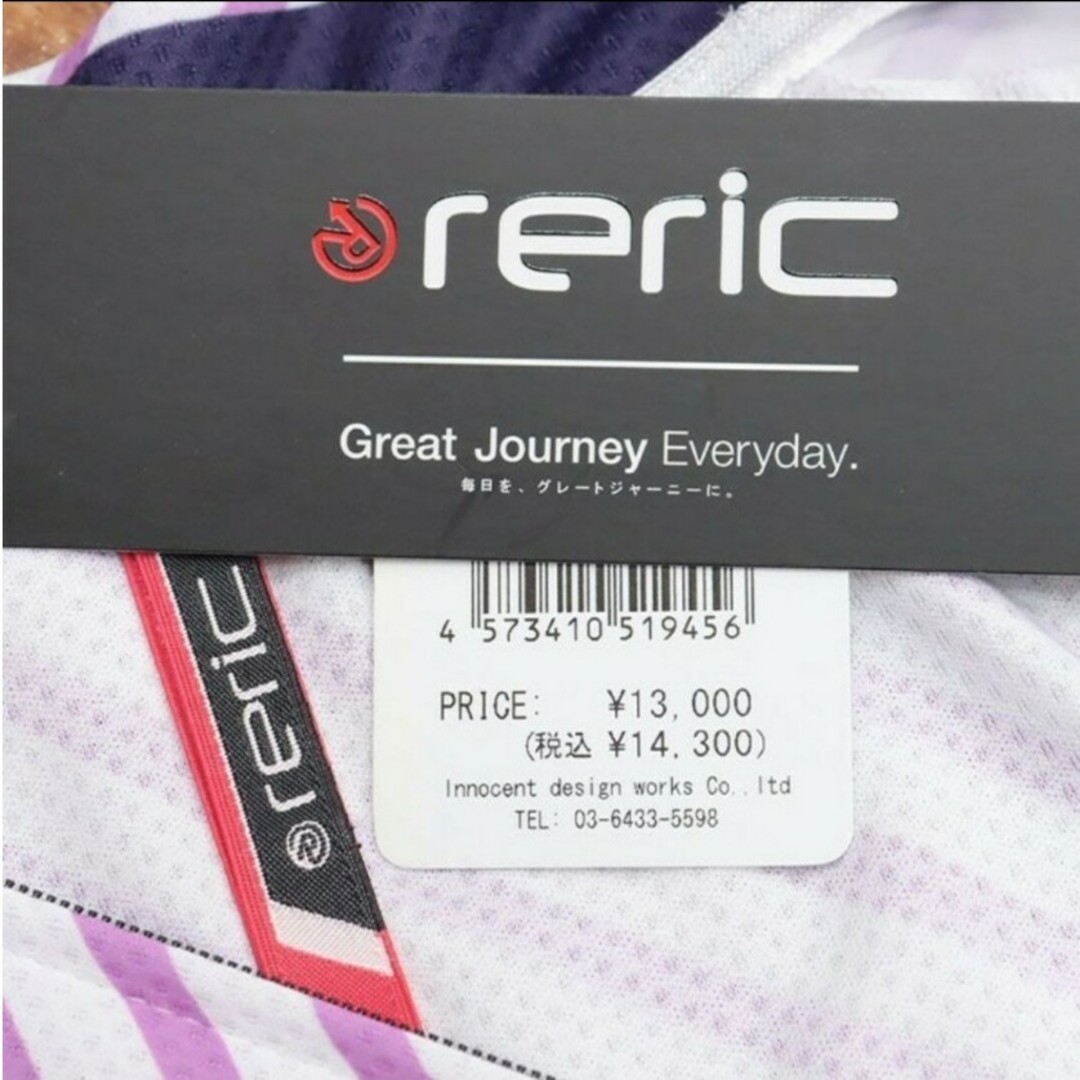 reric
Great Journey Everyday.
毎日を、グレートジャーニーに。
4 573410 519456
PRICE: ¥13,000
(税込 ¥14,300)
Innocent design works Co.,ltd
TEL: 03-6433-5598
reric